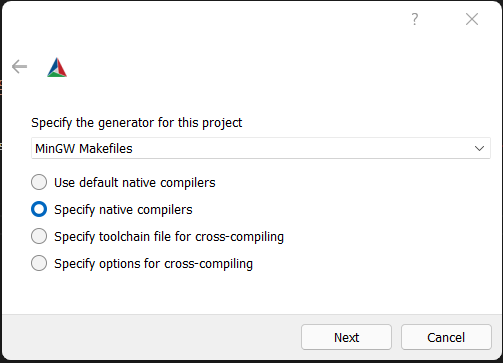 ?
Specify the generator for this project
MinGW Makefiles
Use default native compilers
Specify native compilers
Specify toolchain file for cross-compiling
Specify options for cross-compiling
Next Cancel